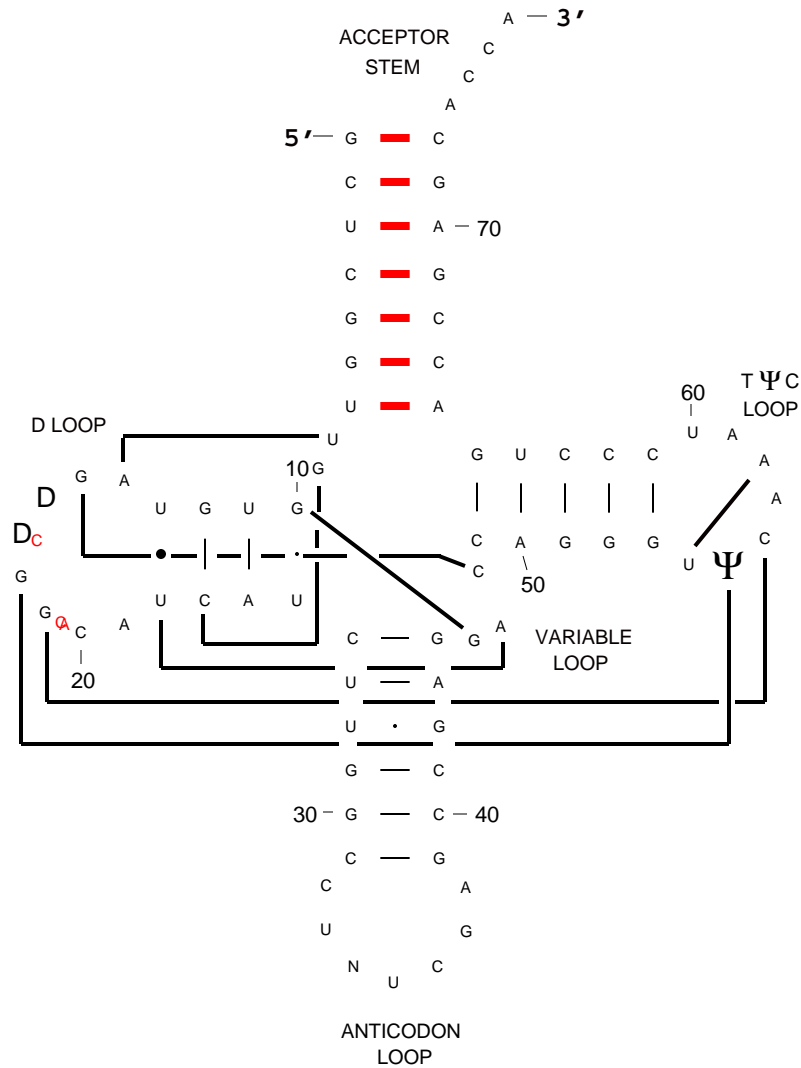 A — 3′
ACCEPTOR
STEM
C
C
A
5′ — G C
C G
U A — 70
C G
G C
G C
U A
60
T Ψ C
LOOP
D LOOP
U
U A
G A
10 G
G U C C C
A
D
U G U G
A
D C
C A G G G
C
U Ψ
G
C
50
U C A U
G C A C A
C G G A
VARIABLE
LOOP
20
U A
U G
G C
30 — G C — 40
C G
C A
U G
N C
U
ANTICODON
LOOP